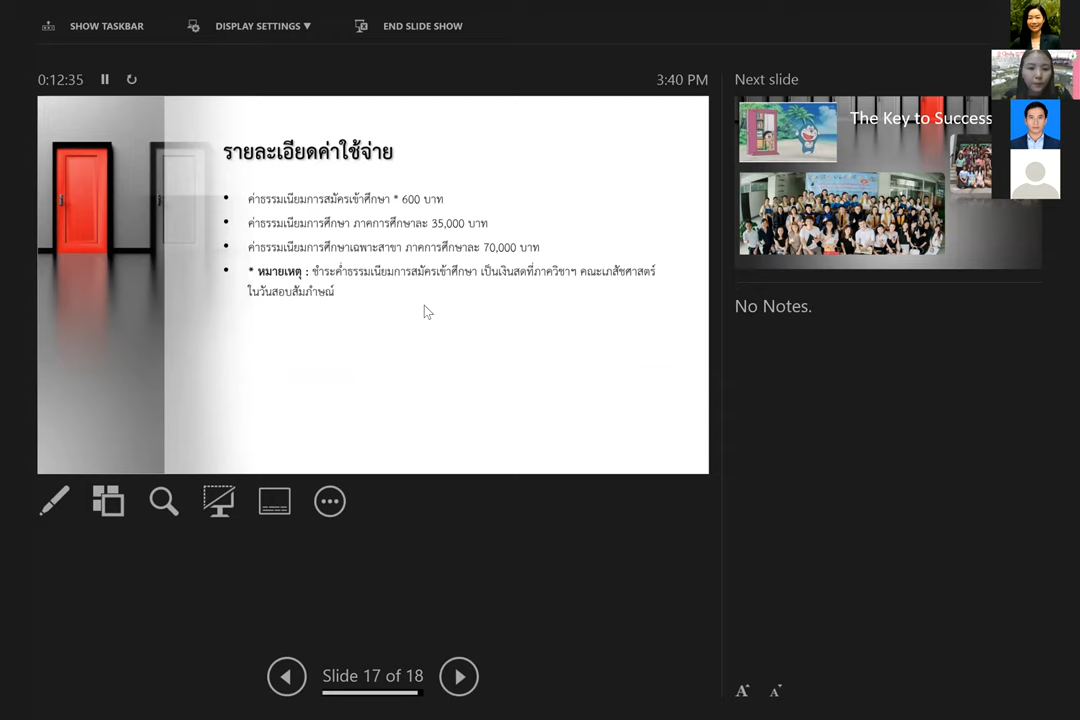 SHOW TASKBAR
DISPLAY SETTINGS ▼
END SLIDE SHOW
0:12:35
3:40 PM
Next slide
รายละเอียดค่าใช้จ่าย
• ค่าธรรมเนียมการสมัครเข้าศึกษา * 600 บาท
• ค่าธรรมเนียมการศึกษา ภาคการศึกษาละ 35,000 บาท
• ค่าธรรมเนียมการศึกษาเฉพาะสาขา ภาคการศึกษาละ 70,000 บาท
• * หมายเหตุ : ชำระค่ำธรรมเนียมการสมัครเข้าศึกษา เป็นเงินสดที่ภาควิชาฯ คณะเภสัชศาสตร์
ในวันสอบสัมภาษณ์
The Key to Success
No Notes.
Slide 17 of 18
A A